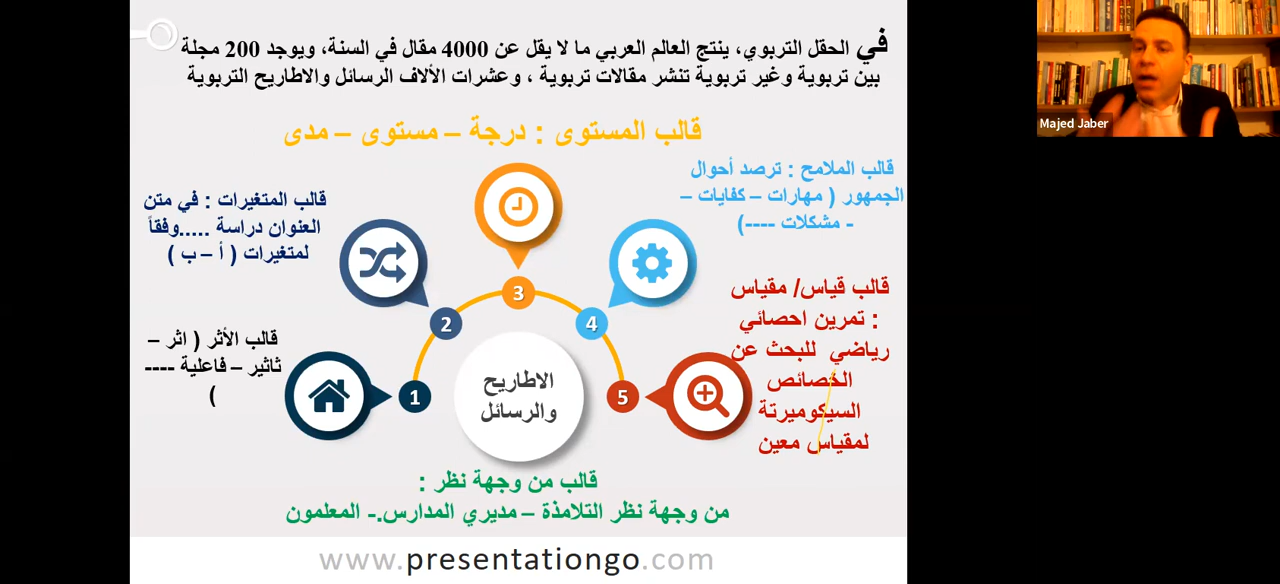 في الحقل التربوي، ينتج العالم العربي ما لا يقل عن 4000 مقال في السنة، ويوجد 200 مجلة
بين تربوية وغير تربوية تنشر مقالات تربوية ، وعشرات الألاف الرسائل والاطاريح التربوية
قالب المستوى : درجة – مستوى – مدى
قالب الملامح : ترصد أحوال
الجمهور ( مهارات – كفايات –
- مشكلات ----)
قالب المتغيرات : في متن
العنوان دراسة .....وفقاً
لمتغيرات ( أ – ب )
قالب قياس/ مقياس
: تمرين احصائي
رياضي للبحث عن
الخصائص
السيكوميرتة
لمقياس معين
قالب الأثر ( اثر –
تاثير – فاعلية ----
)
1
2
3
4
5
الاطاريح
والرسائل
قالب من وجهة نظر :
من وجهة نظر التلامذة – مديري المدارس.- المعلمون
www.presentationgo.com
Majed Jaber